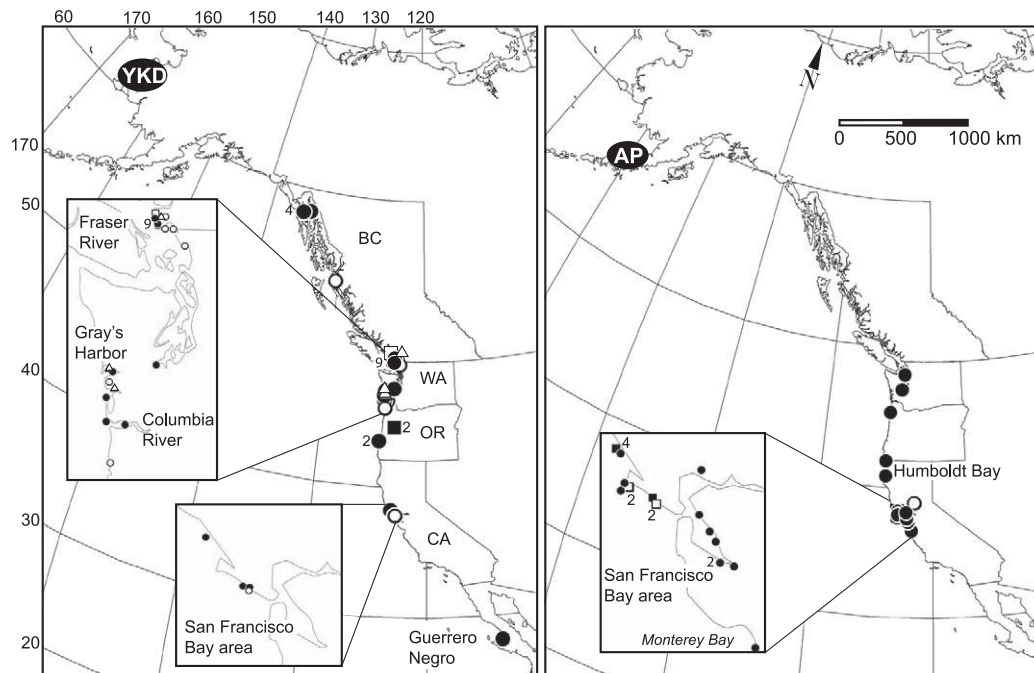 60
170
160
150
140
130
120
YKD
170
50
40
30
20
4
BC
9
WA
2
OR
2
CA
Guerrero
Negro
Fraser
River
9
Gray's
Harbor
Columbia
River
San Francisco
Bay area
N
0
500
1000 km
AP
Humboldt Bay
4
2
2
2
San Francisco
Bay area
Monterey Bay